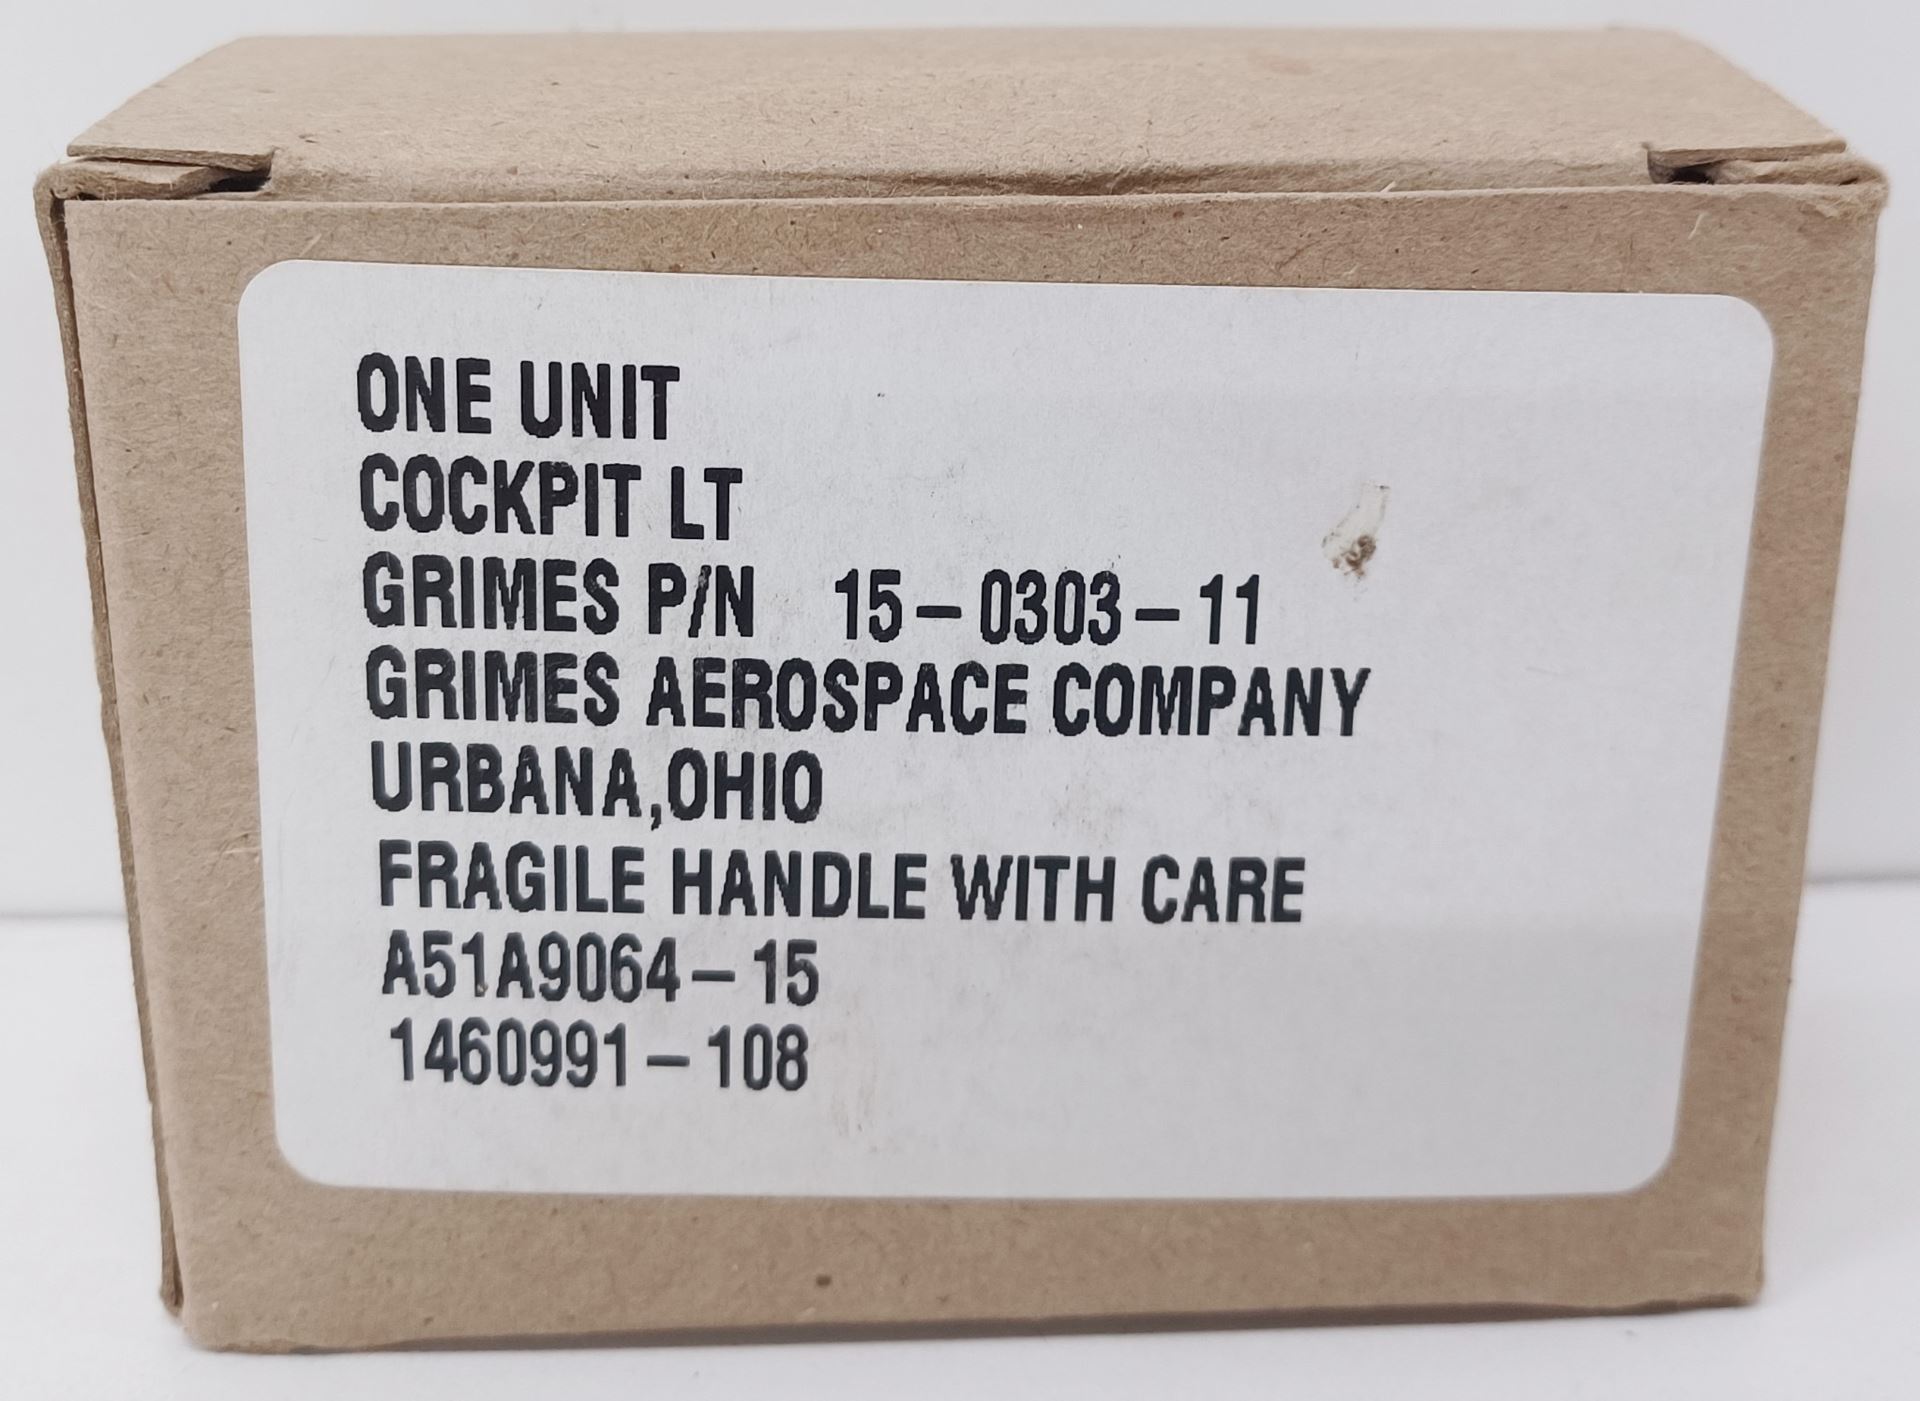 ONE UNIT
COCKPIT LT
GRIMES P/N 15-0303-11
GRIMES AEROSPACE COMPANY
URBANA,OHIO
FRAGILE HANDLE WITH CARE
A51A9064-15
1460991-108